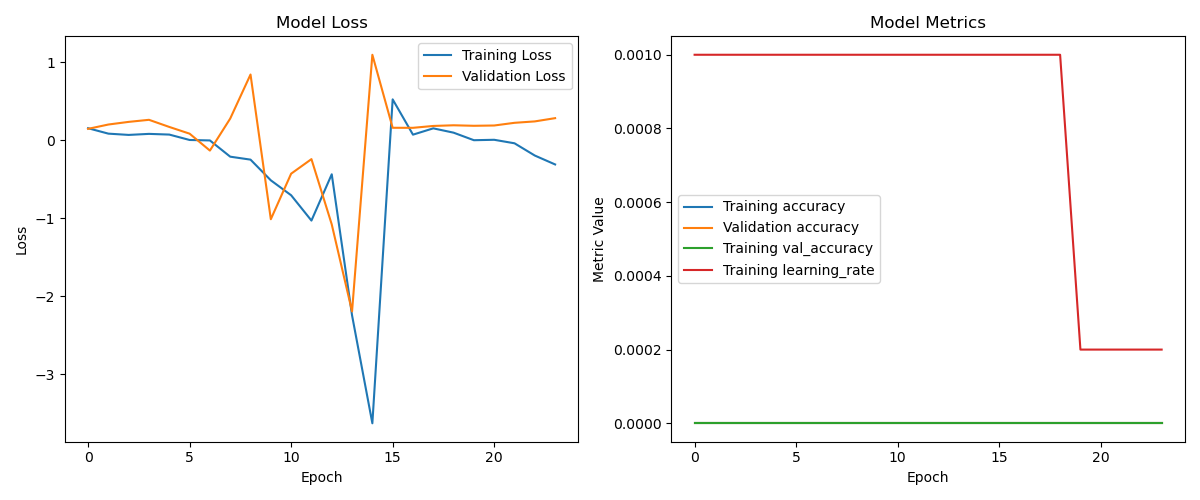 Model Loss
Training Loss
Validation Loss
1
0
−1
−2
−3
Loss
0
5
10
15
20
Epoch
Model Metrics
0.0010
0.0008
0.0006
0.0004
0.0002
0.0000
Metric Value
Training accuracy
Validation accuracy
Training val_accuracy
Training learning_rate
0
5
10
15
20
Epoch